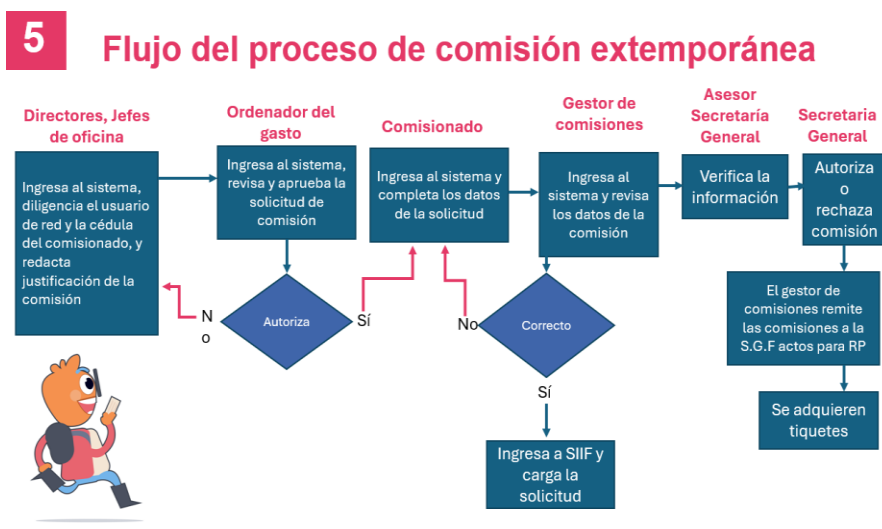 5
Flujo del proceso de comisión extemporánea
Directores, Jefes
de oficina
Ingresa al sistema,
diligencia el usuario
de red y la cédula
del comisionado, y
redacta
justificación de la
comisión
Ordenador del
gasto
Ingresa al sistema,
revisa y aprueba la
solicitud de
comisión
Autoriza
N
o
Sí
Comisionado
Ingresa al sistema y
completa los datos
de la solicitud
Gestor de
comisiones
Ingresa al
sistema y revisa
los datos de la
comisión
No
Correcto
Sí
Ingresa a SIIF y
carga la
solicitud
Asesor
Secretaría
General
Verifica la
información
Secretaria
General
Autoriza
o
rechaza
comisión
El gestor de
comisiones remite
las comisiones a la
S.G.F actos para RP
Se adquieren
tiquetes